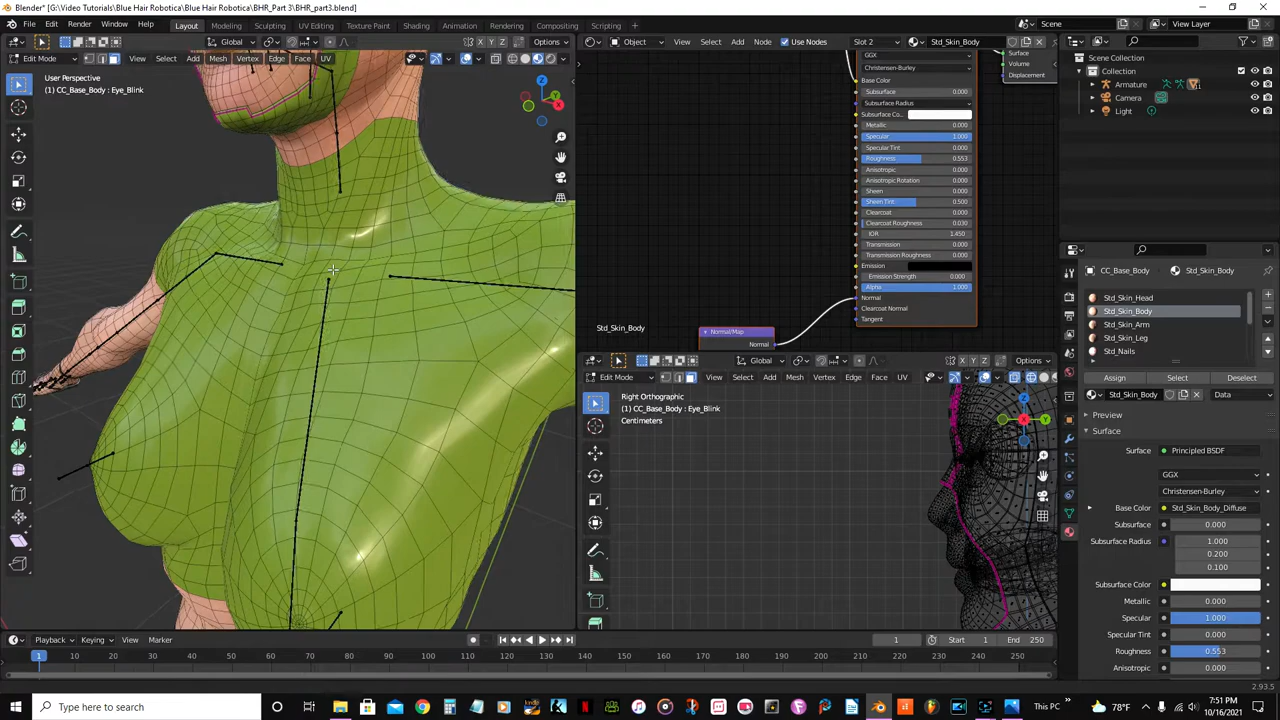 Blender* [G:\Video Tutorials\Blue Hair Robotica\BHR_Part 3\BHR_part3.blend]
File Edit Render Window Help Layout Modeling Sculpting UV Editing Texture Paint Shading Animation Rendering Compositing Scripting Scene View Layer
Global Options Object View Select Add Node Use Nodes Slot 2 Std_Skin_Body
Edit Mode View Select Add Mesh Vertex Edge Face UV
User Perspective
(1) CC_Base_Body : Eye_Blink
GGX
Christensen-Burley
Base Color
Subsurface 0.000
Subsurface Radius
Subsurface Co...
Metallic 0.000
Specular 1.000
Specular Tint 0.000
Roughness 0.553
Anisotropic 0.000
Anisotropic Rotation 0.000
Sheen 0.000
Sheen Tint 0.500
Clearcoat 0.000
Clearcoat Roughness 0.030
IOR 1.450
Transmission 0.000
Transmission Roughness 0.000
Emission
Emission Strength 0.000
Alpha 1.000
Normal
Clearcoat Normal
Tangent
Surface
Volume
Displacement
Std_Skin_Body
Normal/Map
Normal
Global Options
Edit Mode View Select Add Mesh Vertex Edge Face UV
Right Orthographic
(1) CC_Base_Body : Eye_Blink
Centimeters
Scene Collection
Collection
Armature
Camera
Light
CC_Base_Body Std_Skin_Body
Std_Skin_Head
Std_Skin_Body
Std_Skin_Arm
Std_Skin_Leg
Std_Nails
Assign Select Deselect
Std_Skin_Body Data
Preview
Surface
Surface Principled BSDF
GGX
Christensen-Burley
Base Color Std_Skin_Body_Diffuse
Subsurface 0.000
Subsurface Radius 1.000
0.200
0.100
Subsurface Color
Metallic 0.000
Specular 1.000
Specular Tint 0.000
Roughness 0.553
Anisotropic 0.000
Playback Keying View Marker 1 Start 1 End 250
1 10 20 30 40 50 60 70 80 90 100 110 120 130 140 150 160 170 180 190 200 210 220 230 240 250
2.93.5
Type here to search
This PC 78°F
7:51 PM
10/16/2021